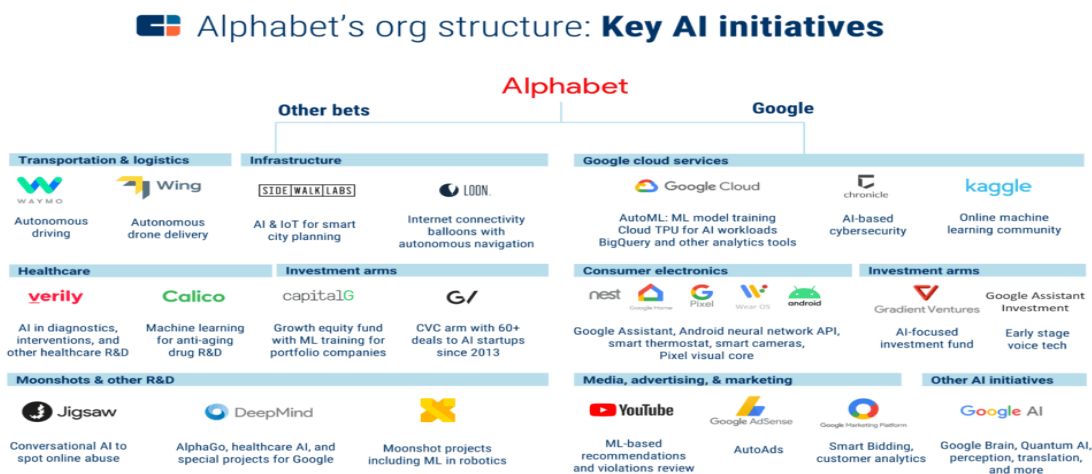 Alphabet's org structure: Key AI initiatives
Alphabet
Other bets
Google
Transportation & logistics
WAYMO
Autonomous
driving
Wing
Autonomous
drone delivery
Infrastructure
SIDE WALK LABS
AI & IoT for smart
city planning
LOON.
Internet connectivity
balloons with
autonomous navigation
Google cloud services
Google Cloud
AutoML: ML model training
Cloud TPU for AI workloads
BigQuery and other analytics tools
chronicle
AI-based
cybersecurity
kaggle
Online machine
learning community
Healthcare
verily
AI in diagnostics,
interventions, and
other healthcare R&D
Calico
Machine learning
for anti-aging
drug R&D
Investment arms
capitalG
Growth equity fund
with ML training for
portfolio companies
G/
CVC arm with 60+
deals to AI startups
since 2013
Consumer electronics
nest
Google Home
Pixel
Wear OS
android
Google Assistant, Android neural network API,
smart thermostat, smart cameras,
Pixel visual core
Investment arms
Gradient Ventures
AI-focused
investment fund
Google Assistant
Investment
Early stage
voice tech
Moonshots & other R&D
Jigsaw
Conversational AI to
spot online abuse
DeepMind
AlphaGo, healthcare AI, and
special projects for Google
Moonshot projects
including ML in robotics
Media, advertising, & marketing
YouTube
ML-based
recommendations
and violations review
Google AdSense
AutoAds
Google Marketing Platform
Smart Bidding,
customer analytics
Other AI initiatives
Google AI
Google Brain, Quantum AI,
perception, translation,
and more